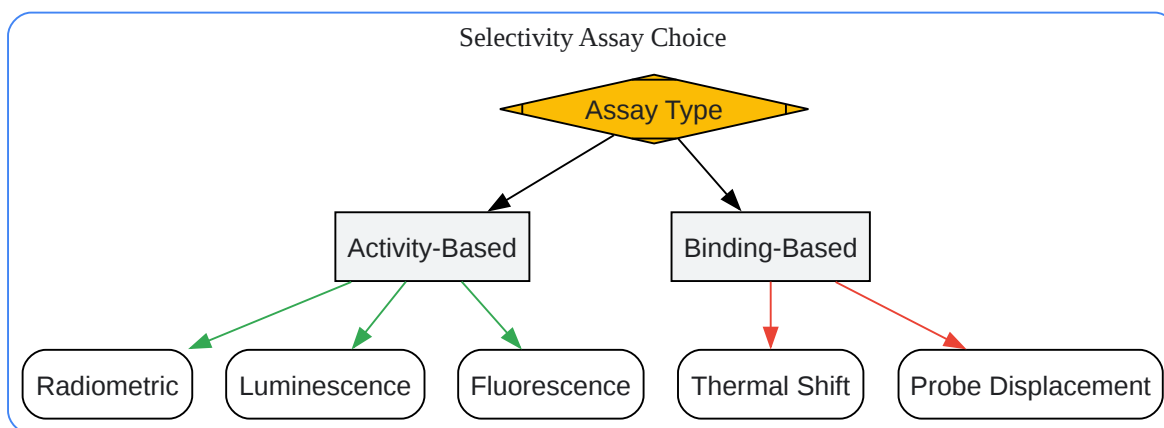 Selectivity Assay Choice
Assay Type
Activity-Based
Binding-Based
Radiometric
Luminescence
Fluorescence
Thermal Shift
Probe Displacement